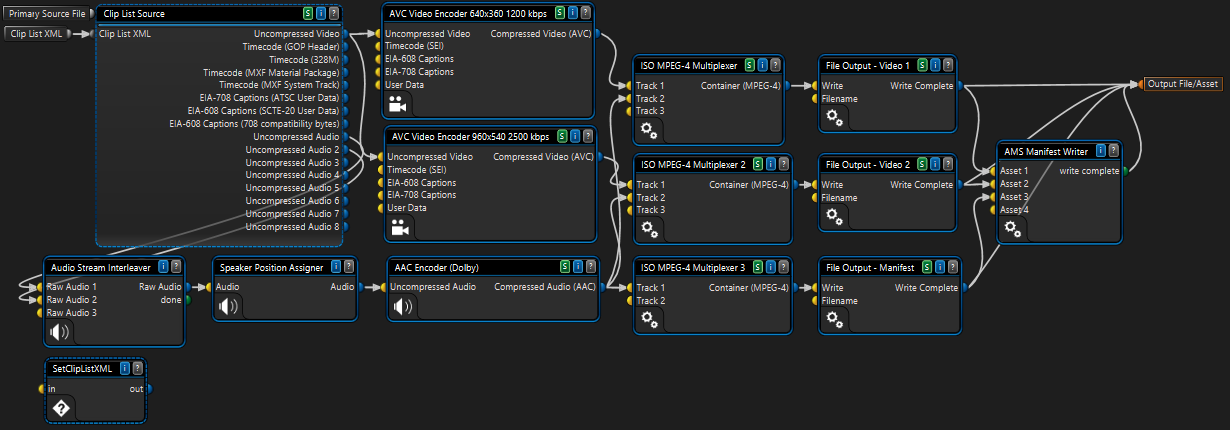 Primary Source File
Clip List XML
Clip List Source
S i ?
Clip List XML
Uncompressed Video
Timecode (GOP Header)
Timecode (328M)
Timecode (MXF Material Package)
Timecode (MXF System Track)
EIA-708 Captions (ATSC User Data)
EIA-608 Captions (SCTE-20 User Data)
EIA-608 Captions (708 compatibility bytes)
Uncompressed Audio
Uncompressed Audio 2
Uncompressed Audio 3
Uncompressed Audio 4
Uncompressed Audio 5
Uncompressed Audio 6
Uncompressed Audio 7
Uncompressed Audio 8
AVC Video Encoder 640x360 1200 kbps
S i ?
Uncompressed Video
Compressed Video (AVC)
Timecode (SEI)
EIA-608 Captions
EIA-708 Captions
User Data
AVC Video Encoder 960x540 2500 kbps
S i ?
Uncompressed Video
Compressed Video (AVC)
Timecode (SEI)
EIA-608 Captions
EIA-708 Captions
User Data
ISO MPEG-4 Multiplexer
S i ?
Track 1
Container (MPEG-4)
Track 2
Track 3
File Output - Video 1
S i ?
Write
Write Complete
Filename
Output File/Asset
ISO MPEG-4 Multiplexer 2
S i ?
Track 1
Container (MPEG-4)
Track 2
Track 3
File Output - Video 2
S i ?
Write
Write Complete
Filename
AMS Manifest Writer
i ?
Asset 1
write complete
Asset 2
Asset 3
Asset 4
Audio Stream Interleaver
i ?
Raw Audio 1
Raw Audio
Raw Audio 2
done
Raw Audio 3
Speaker Position Assigner
i ?
Audio
Audio
AAC Encoder (Dolby)
S i ?
Uncompressed Audio
Compressed Audio (AAC)
ISO MPEG-4 Multiplexer 3
S i ?
Track 1
Container (MPEG-4)
Track 2
File Output - Manifest
S i ?
Write
Write Complete
Filename
SetClipListXML
i ?
in
out
?